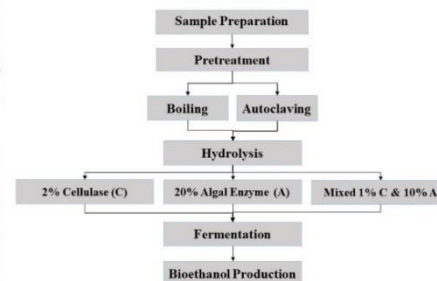 Sample Preparation
Pretreatment
Boiling
Autoclaving
Hydrolysis
2% Cellulase (C)
20% Algal Enzyme (A)
Mixed 1% C & 10% A
Fermentation
Bioethanol Production